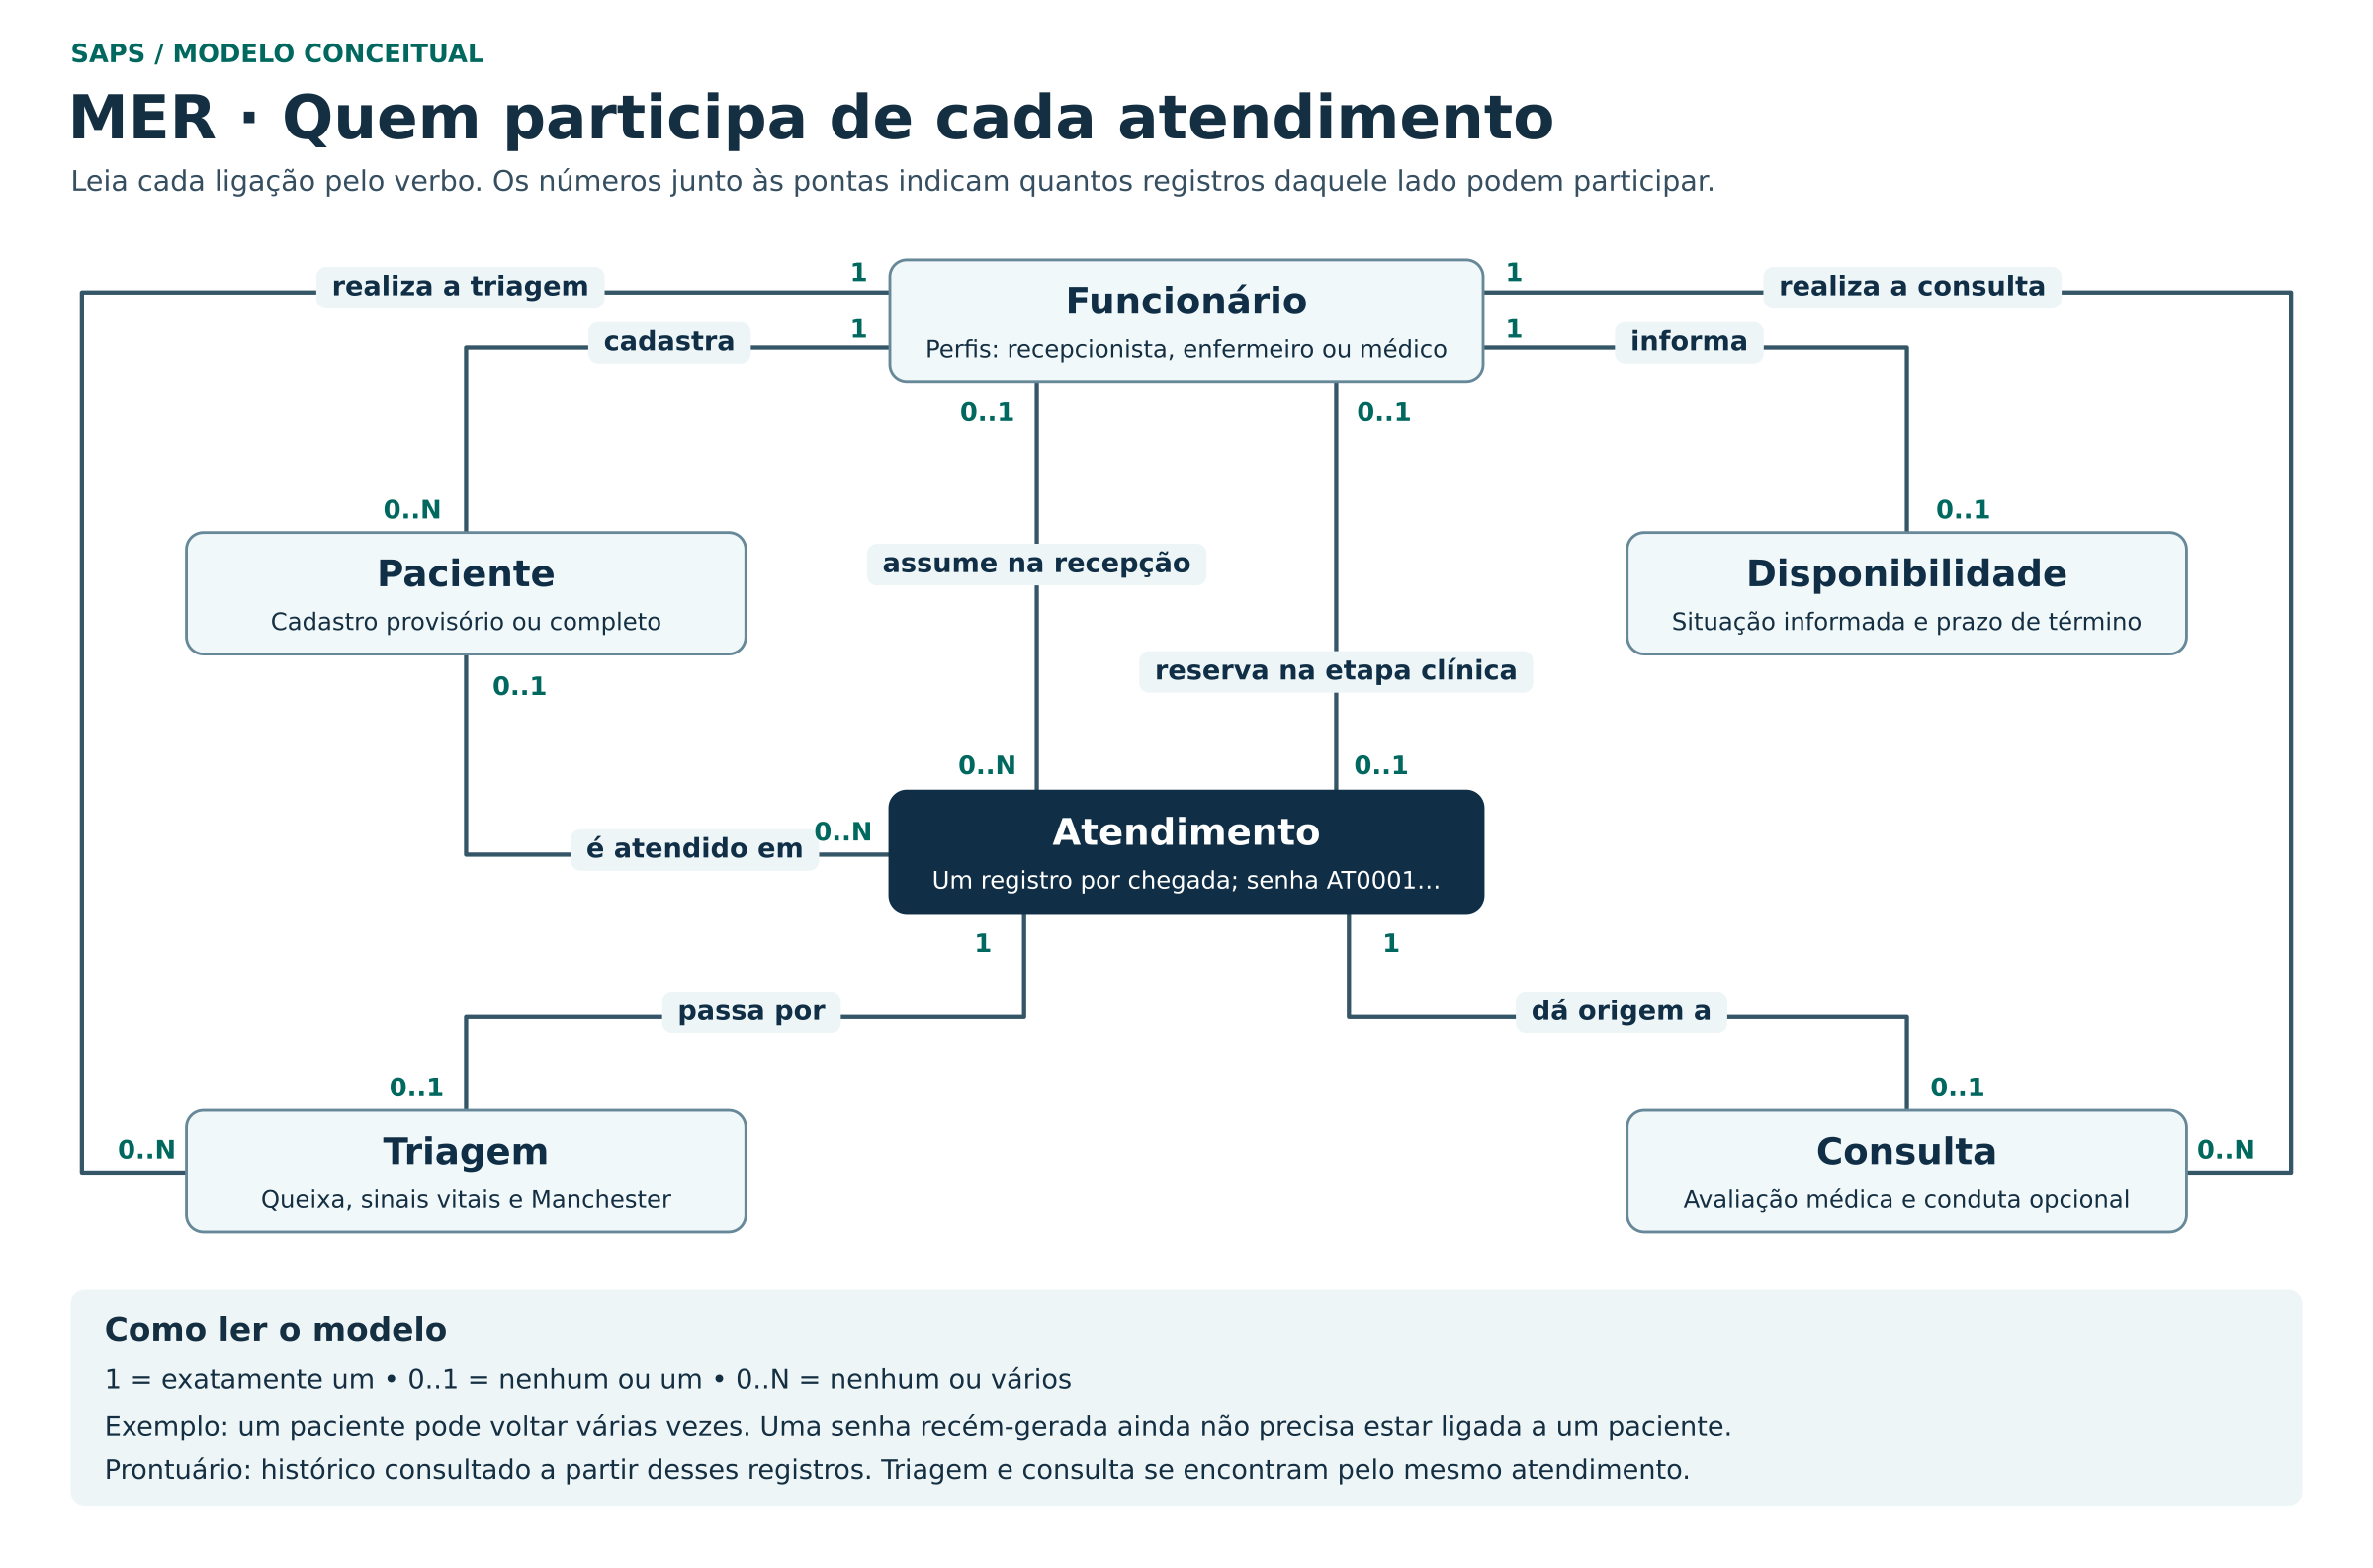 SAPS / MODELO CONCEITUAL
MER · Quem participa de cada atendimento
Leia cada ligação pelo verbo. Os números junto às pontas indicam quantos registros daquele lado podem participar.
realiza a triagem
1
Funcionário
1
realiza a consulta
cadastra
1
Perfis: recepcionista, enfermeiro ou médico
1
informa
0..1
0..1
0..N
0..1
Paciente
Cadastro provisório ou completo
assume na recepção
Disponibilidade
Situação informada e prazo de término
0..1
reserva na etapa clínica
0..N
0..1
é atendido em
0..N
Atendimento
Um registro por chegada; senha AT0001...
1
1
passa por
dá origem a
0..1
0..1
0..N
Triagem
Queixa, sinais vitais e Manchester
Consulta
Avaliação médica e conduta opcional
0..N
Como ler o modelo
1 = exatamente um • 0..1 = nenhum ou um • 0..N = nenhum ou vários
Exemplo: um paciente pode voltar várias vezes. Uma senha recém-gerada ainda não precisa estar ligada a um paciente.
Prontuário: histórico consultado a partir desses registros. Triagem e consulta se encontram pelo mesmo atendimento.